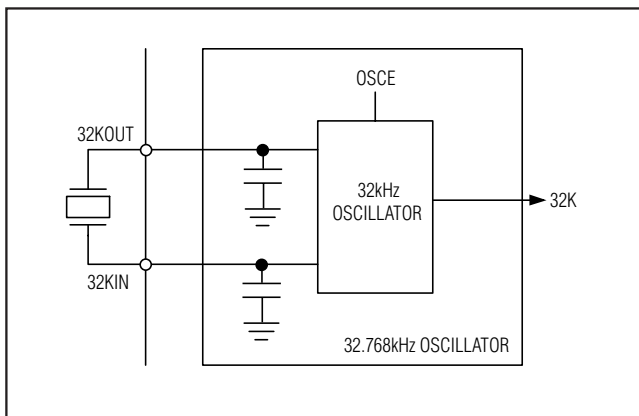 OSCE
32KOUT
32kHz
OSCILLATOR
32K
32KIN
32.768kHz OSCILLATOR